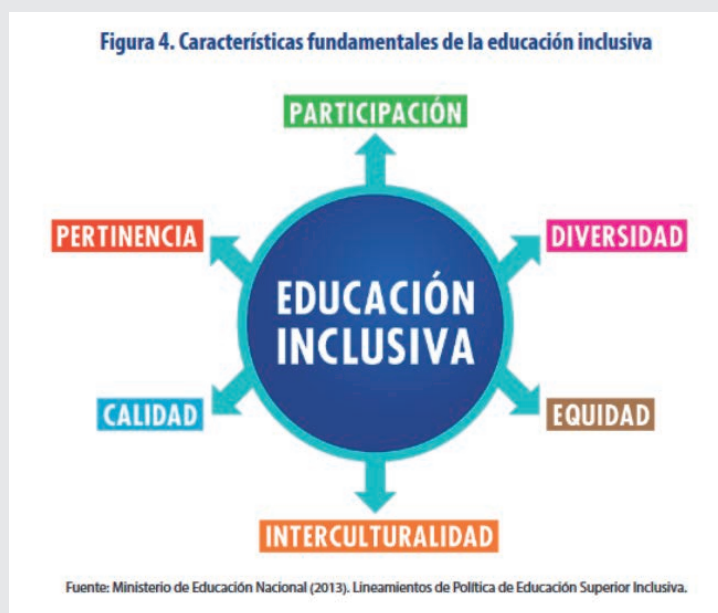 Figura 4. Características fundamentales de la educación inclusiva
PARTICIPACIÓN
PERTINENCIA
DIVERSIDAD
EDUCACIÓN
INCLUSIVA
CALIDAD
EQUIDAD
INTERCULTURALIDAD
Fuente: Ministerio de Educación Nacional (2013). Lineamientos de Política de Educación Superior Inclusiva.